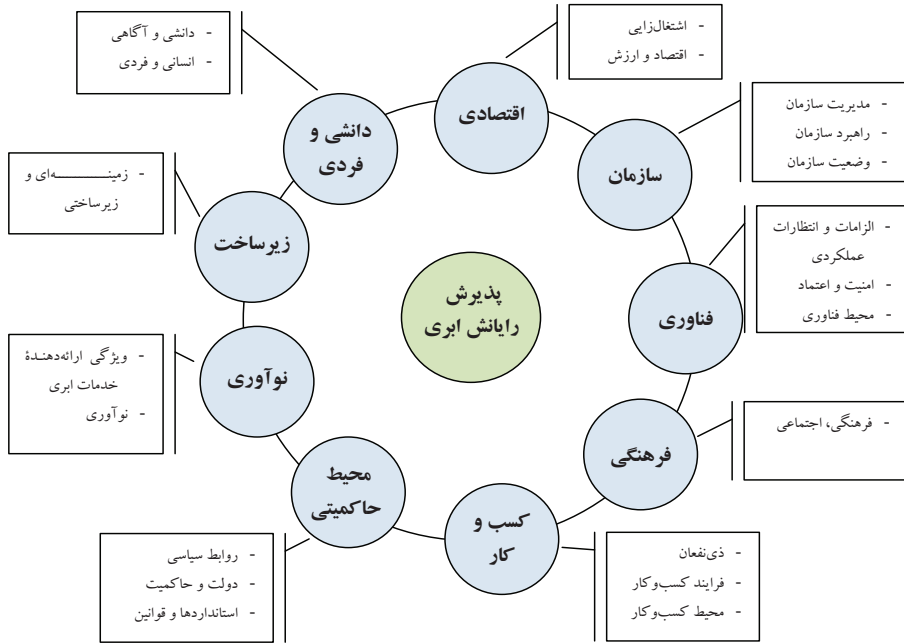 پذیرش
رایانش ابری
اقتصادی
- اشتغال‌زایی
- اقتصاد و ارزش
سازمان
- مدیریت سازمان
- راهبرد سازمان
- وضعیت سازمان
فناوری
- الزامات و انتظارات
عملکردی
- امنیت و اعتماد
- محیط فناوری
فرهنگی
- فرهنگی، اجتماعی
کسب و
کار
- ذی‌نفعان
- فرایند کسب‌وکار
- محیط کسب‌وکار
محیط
حاکمیتی
- روابط سیاسی
- دولت و حاکمیت
- استانداردها و قوانین
نوآوری
- ویژگی ارائه‌دهندۀ
خدمات ابری
- نوآوری
زیرساخت
- زمینـــــــه‌ای و
زیرساختی
دانشی و
فردی
- دانشی و آگاهی
- انسانی و فردی